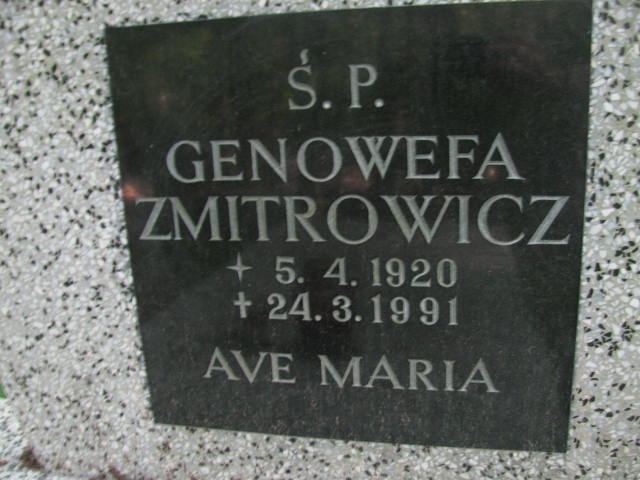 Ś. P.
GENOWEFA
ZMITROWICZ
✦ 5. 4. 1920
✝ 24. 3. 1991
AVE MARIA